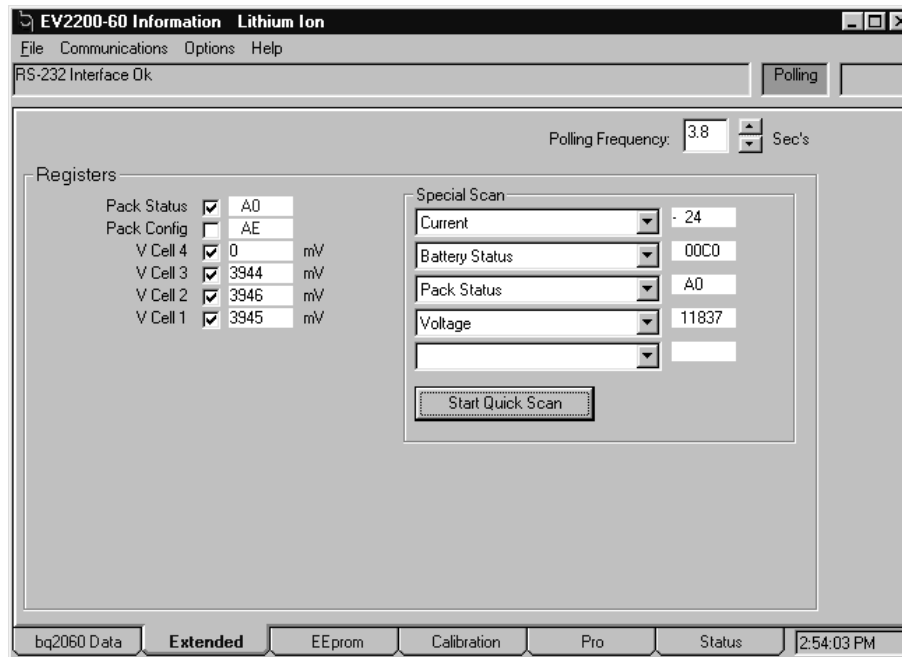 EV2200-60 Information Lithium Ion
File Communications Options Help
RS-232 Interface Ok Polling
Polling Frequency: 3.8 Sec's
Registers
Special Scan
Pack Status A0 Current - 24
Pack Config AE
V Cell 4 0 mV Battery Status 00C0
V Cell 3 3944 mV
V Cell 2 3946 mV Pack Status A0
V Cell 1 3945 mV Voltage 11837
Start Quick Scan
bq2060 Data Extended EEprom Calibration Pro Status 2:54:03 PM